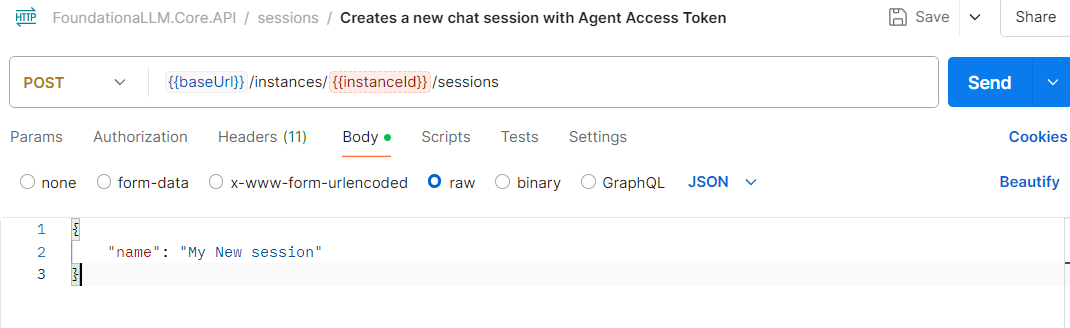 HTTP FoundationaLLM.Core.API / sessions / Creates a new chat session with Agent Access Token Save Share
POST {{baseUrl}}/instances/{{instanceId}}/sessions Send
Params Authorization Headers (11) Body Scripts Tests Settings Cookies
none form-data x-www-form-urlencoded raw binary GraphQL JSON Beautify
1 {
2 "name": "My New session"
3 }